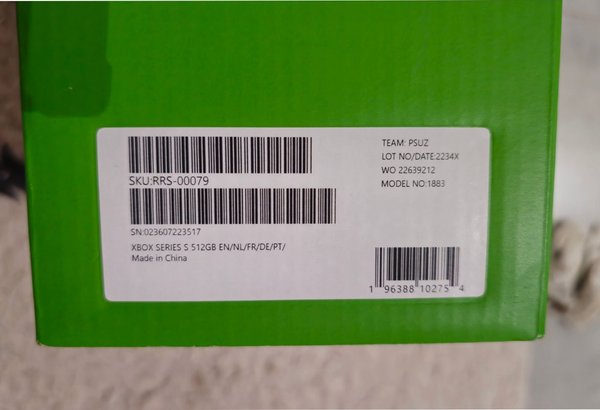 SKU:RRS-00079
SN:023607223517
XBOX SERIES S 512GB EN/NL/FR/DE/PT/
Made in China
TEAM: PSUZ
LOT NO/DATE:2234X
WO 22639212
MODEL NO:1883
1 96388 10275 4